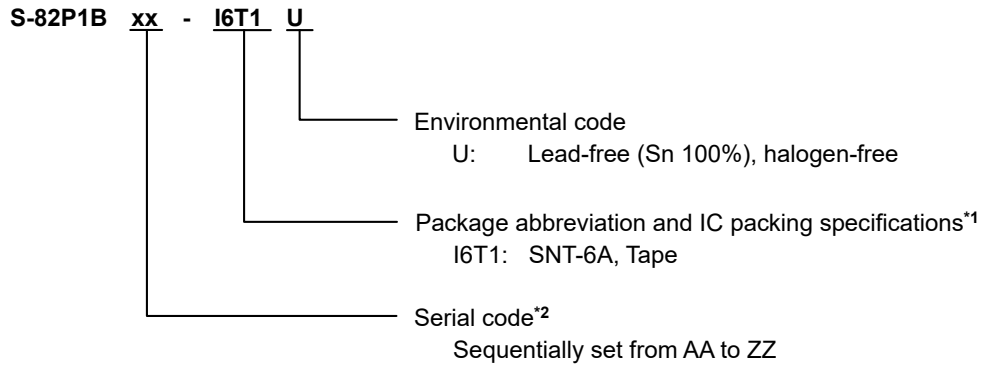 S-82P1B xx - I6T1 U
Environmental code
U: Lead-free (Sn 100%), halogen-free
Package abbreviation and IC packing specifications*1
I6T1: SNT-6A, Tape
Serial code*2
Sequentially set from AA to ZZ